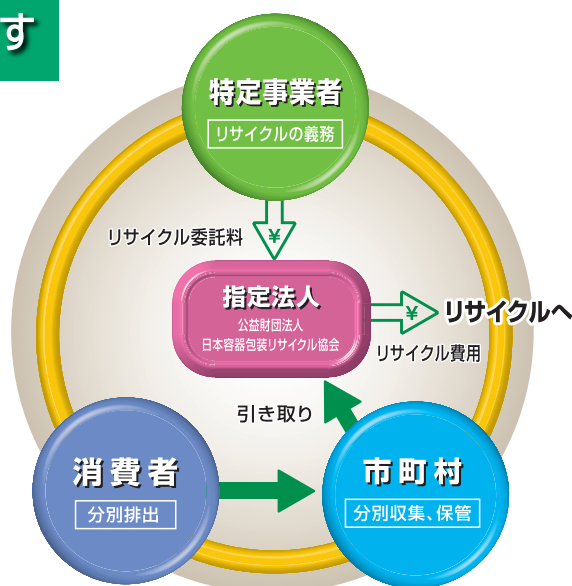 す
特定事業者
リサイクルの義務
リサイクル委託料
¥
指定法人
公益財団法人
日本容器包装リサイクル協会
¥
リサイクルへ
リサイクル費用
引き取り
消費者
分別排出
市町村
分別収集、保管